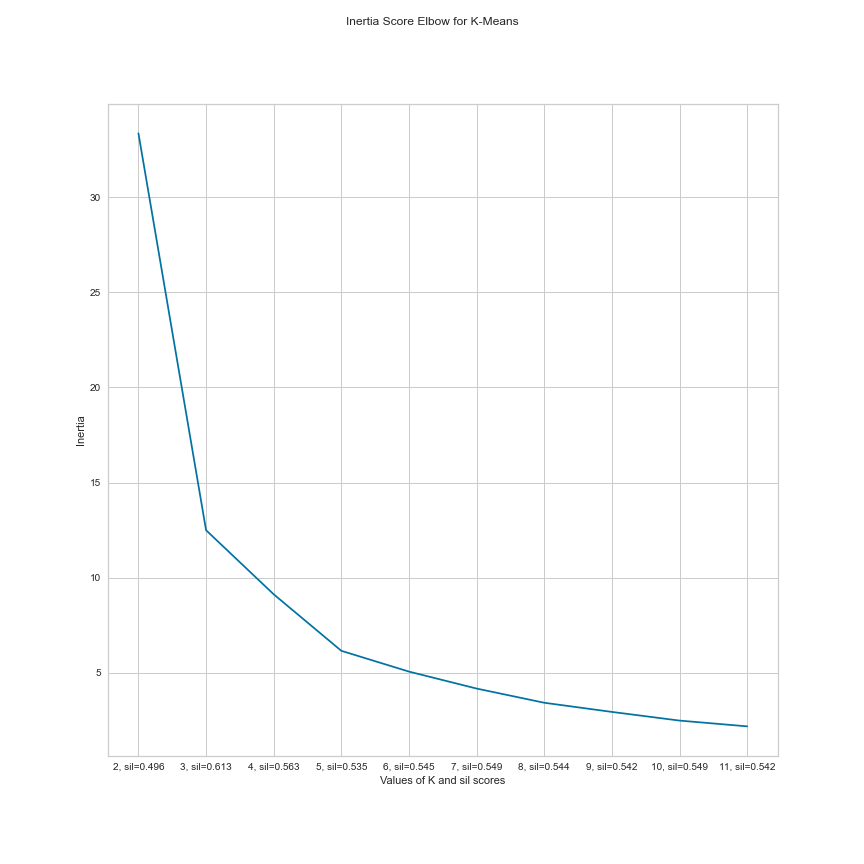 Inertia Score Elbow for K-Means
30
25
20
15
10
5
Inertia
2, sil=0.496
3, sil=0.613
4, sil=0.563
5, sil=0.535
6, sil=0.545
7, sil=0.549
8, sil=0.544
9, sil=0.542
10, sil=0.549
11, sil=0.542
Values of K and sil scores